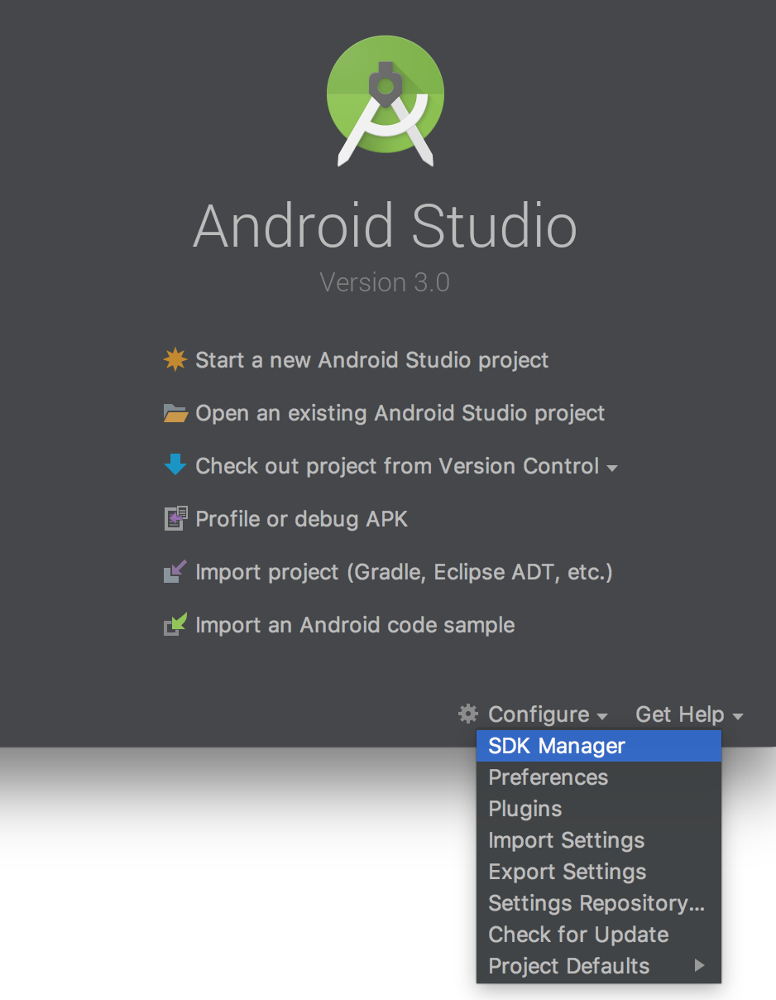 Android Studio
Version 3.0
Start a new Android Studio project
Open an existing Android Studio project
Check out project from Version Control
Profile or debug APK
Import project (Gradle, Eclipse ADT, etc.)
Import an Android code sample
Configure Get Help
SDK Manager
Preferences
Plugins
Import Settings
Export Settings
Settings Repository...
Check for Update
Project Defaults